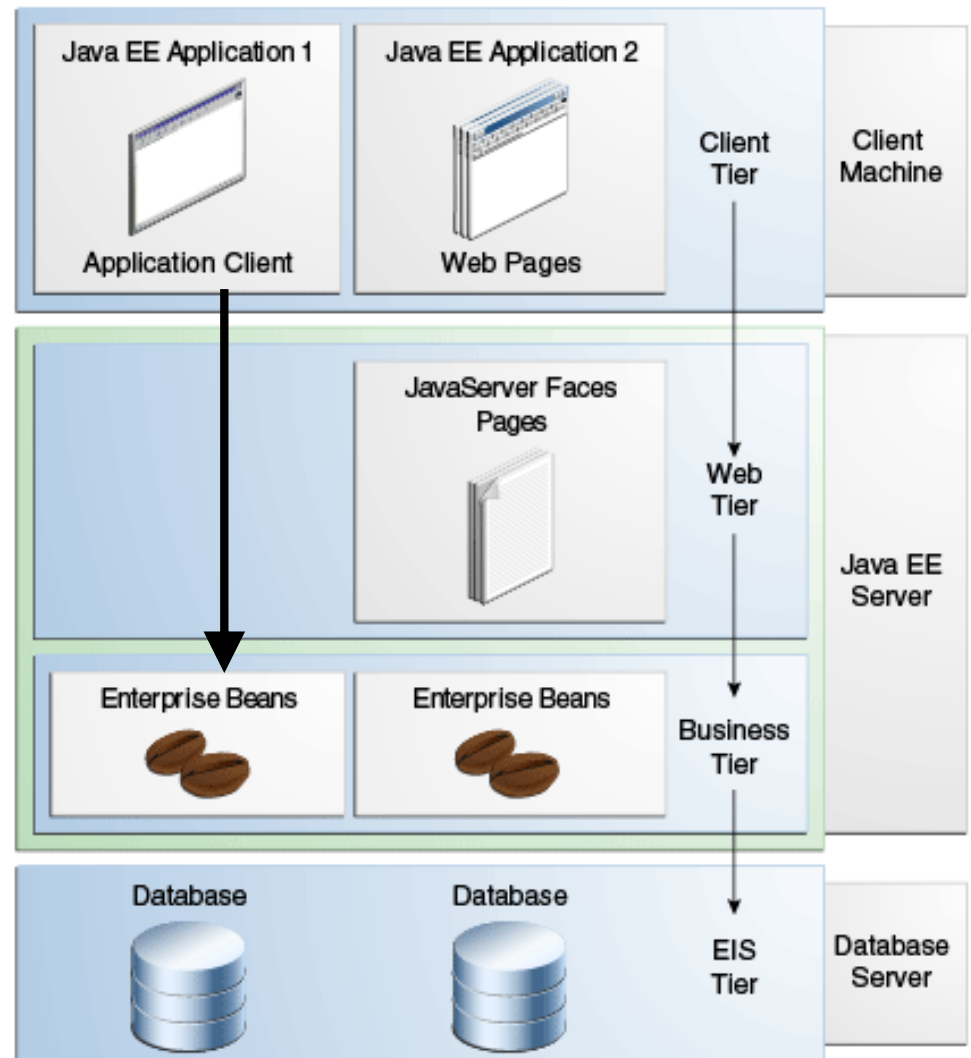 Java EE Application 1
Application Client
Java EE Application 2
Web Pages
Client
Tier
Client
Machine
JavaServer Faces
Pages
Web
Tier
Java EE
Server
Enterprise Beans
Enterprise Beans
Business
Tier
Database
Database
EIS
Tier
Database
Server